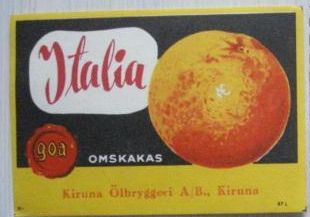 Italia
goa
OMSKAKAS
Kiruna Ölbryggeri A/B., Kiruna